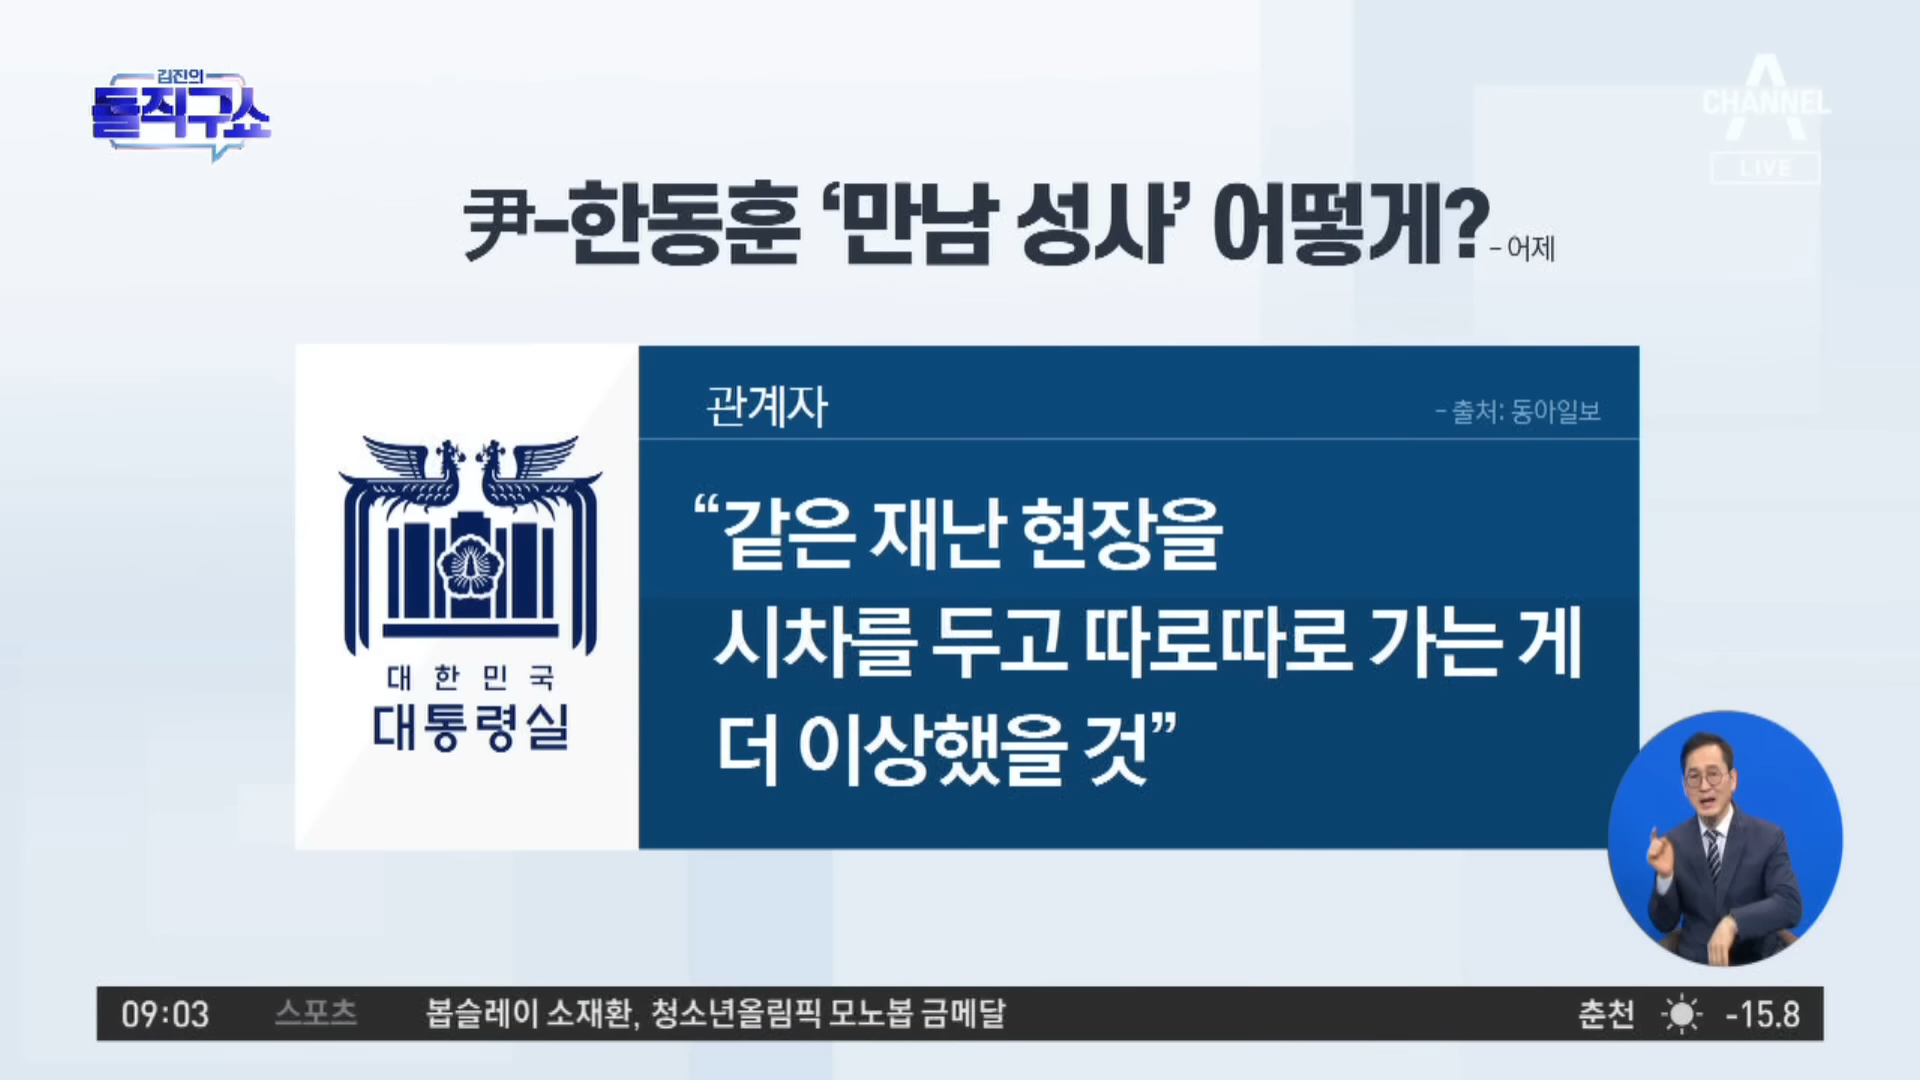 김진의
돌직구쇼
CHANNEL A
LIVE
尹-한동훈 ‘만남 성사’ 어떻게?
- 어제
관계자
- 출처: 동아일보
“같은 재난 현장을
시차를 두고 따로따로 가는 게
더 이상했을 것”
대한민국
대통령실
09:03 스포츠 봅슬레이 소재환, 청소년올림픽 모노봅 금메달 춘천 -15.8